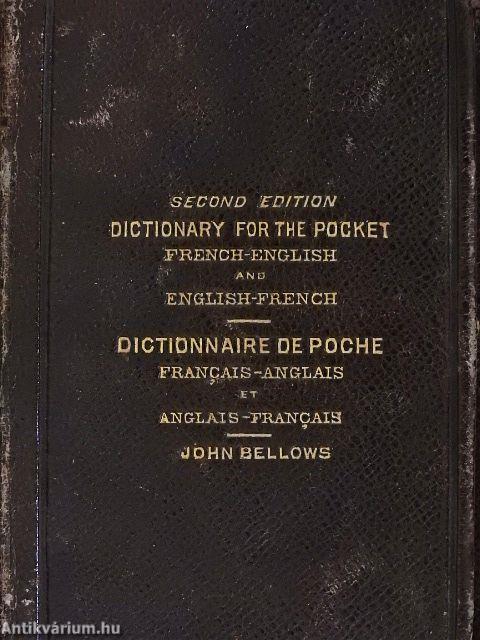 SECOND EDITION
DICTIONARY FOR THE POCKET
FRENCH-ENGLISH
AND
ENGLISH-FRENCH
DICTIONNAIRE DE POCHE
FRANÇAIS-ANGLAIS
ET
ANGLAIS-FRANÇAIS
JOHN BELLOWS
Antikvárium.hu